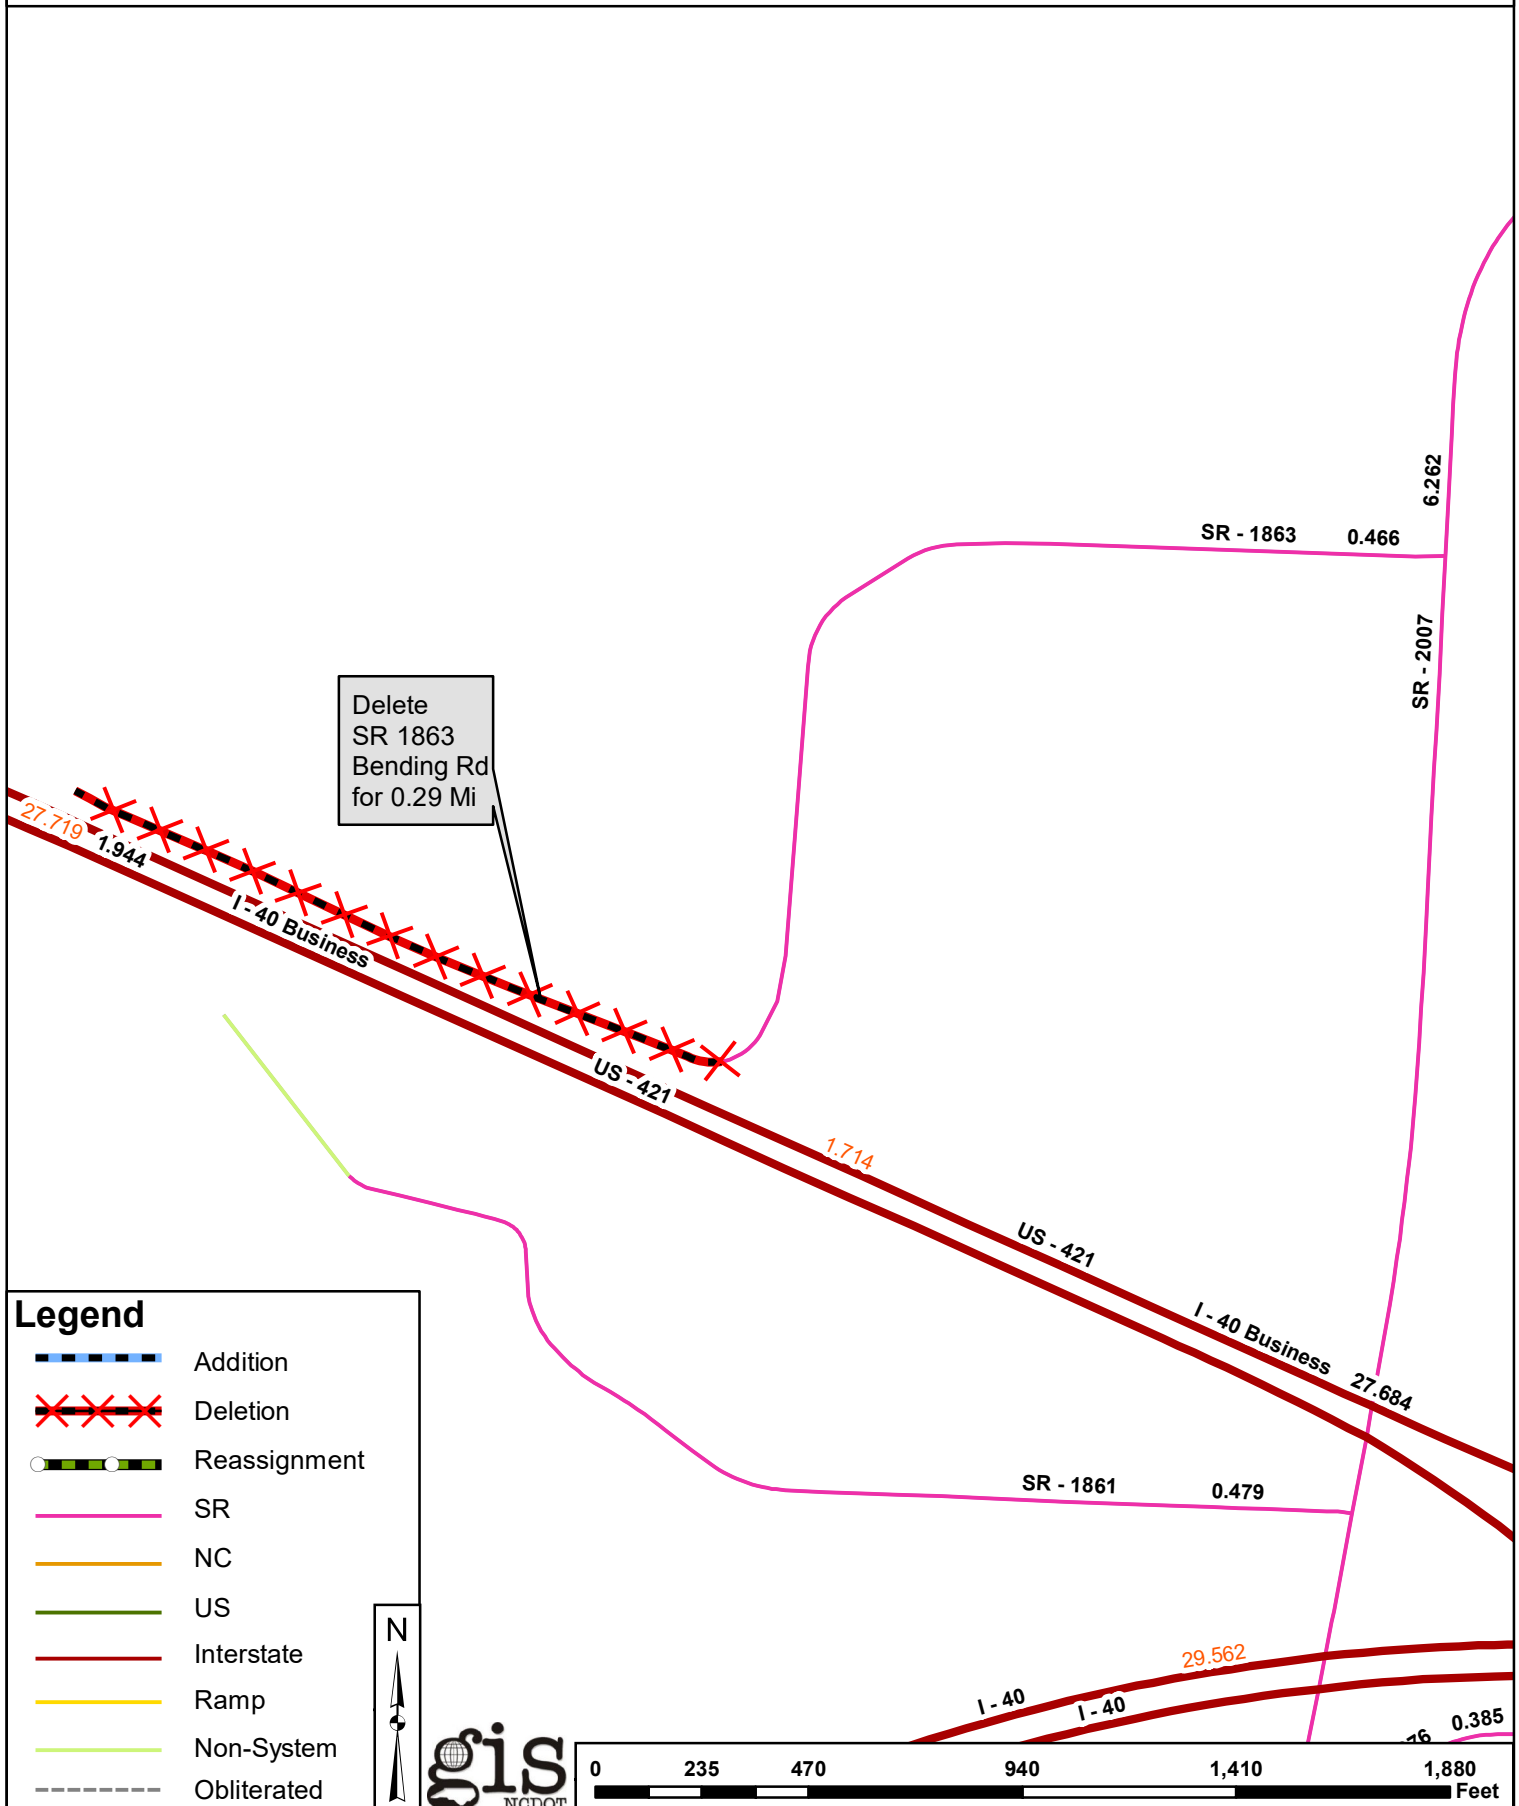 6.262
SR - 1863 0.466
SR - 2007
Delete
SR 1863
Bending Rd
for 0.29 Mi
27.719
1.944
I - 40 Business
US - 421
1.714
US - 421
I - 40 Business
27.684
SR - 1861 0.479
29.562
I - 40
I - 40
0.385
Legend
Addition
Deletion
Reassignment
SR
NC
US
Interstate
Ramp
Non-System
Obliterated
N
gis
NCDOT
0 235 470 940 1,410 1,880
Feet